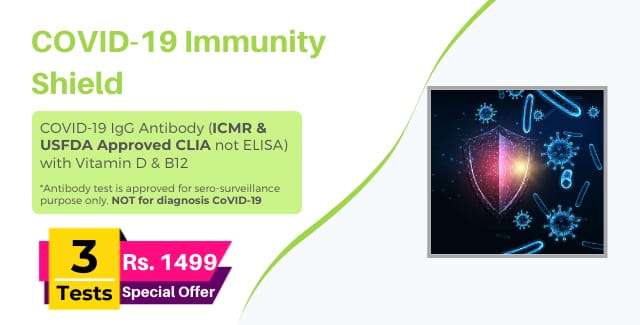 COVID-19 Immunity
Shield
COVID-19 IgG Antibody (ICMR &
USFDA Approved CLIA not ELISA)
with Vitamin D & B12
*Antibody test is approved for sero-surveillance
purpose only, NOT for diagnosis CoVID-19
3
Tests
Rs. 1499
Special Offer